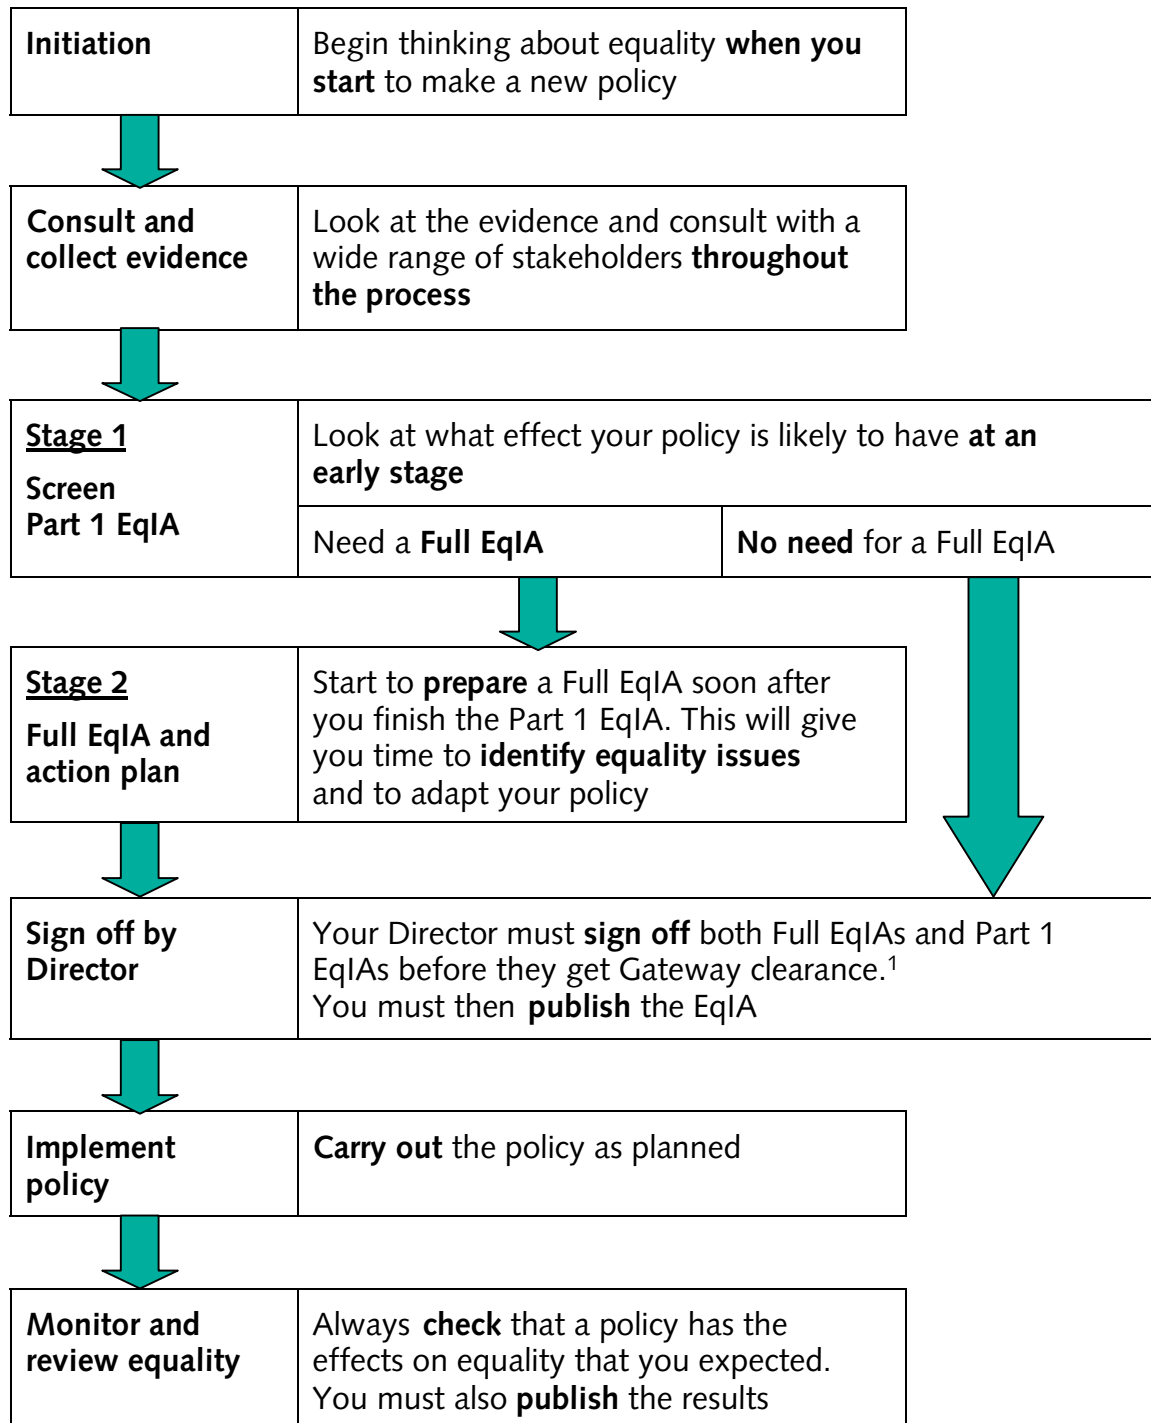 Initiation
Begin thinking about equality when you
start to make a new policy
Consult and
collect evidence
Look at the evidence and consult with a
wide range of stakeholders throughout
the process
Stage 1
Screen
Part 1 EqIA
Look at what effect your policy is likely to have at an
early stage
Need a Full EqIA
No need for a Full EqIA
Stage 2
Full EqIA and
action plan
Start to prepare a Full EqIA soon after
you finish the Part 1 EqIA. This will give
you time to identify equality issues
and to adapt your policy
Sign off by
Director
Your Director must sign off both Full EqIAs and Part 1
EqIAs before they get Gateway clearance.1
You must then publish the EqIA
Implement
policy
Carry out the policy as planned
Monitor and
review equality
Always check that a policy has the
effects on equality that you expected.
You must also publish the results